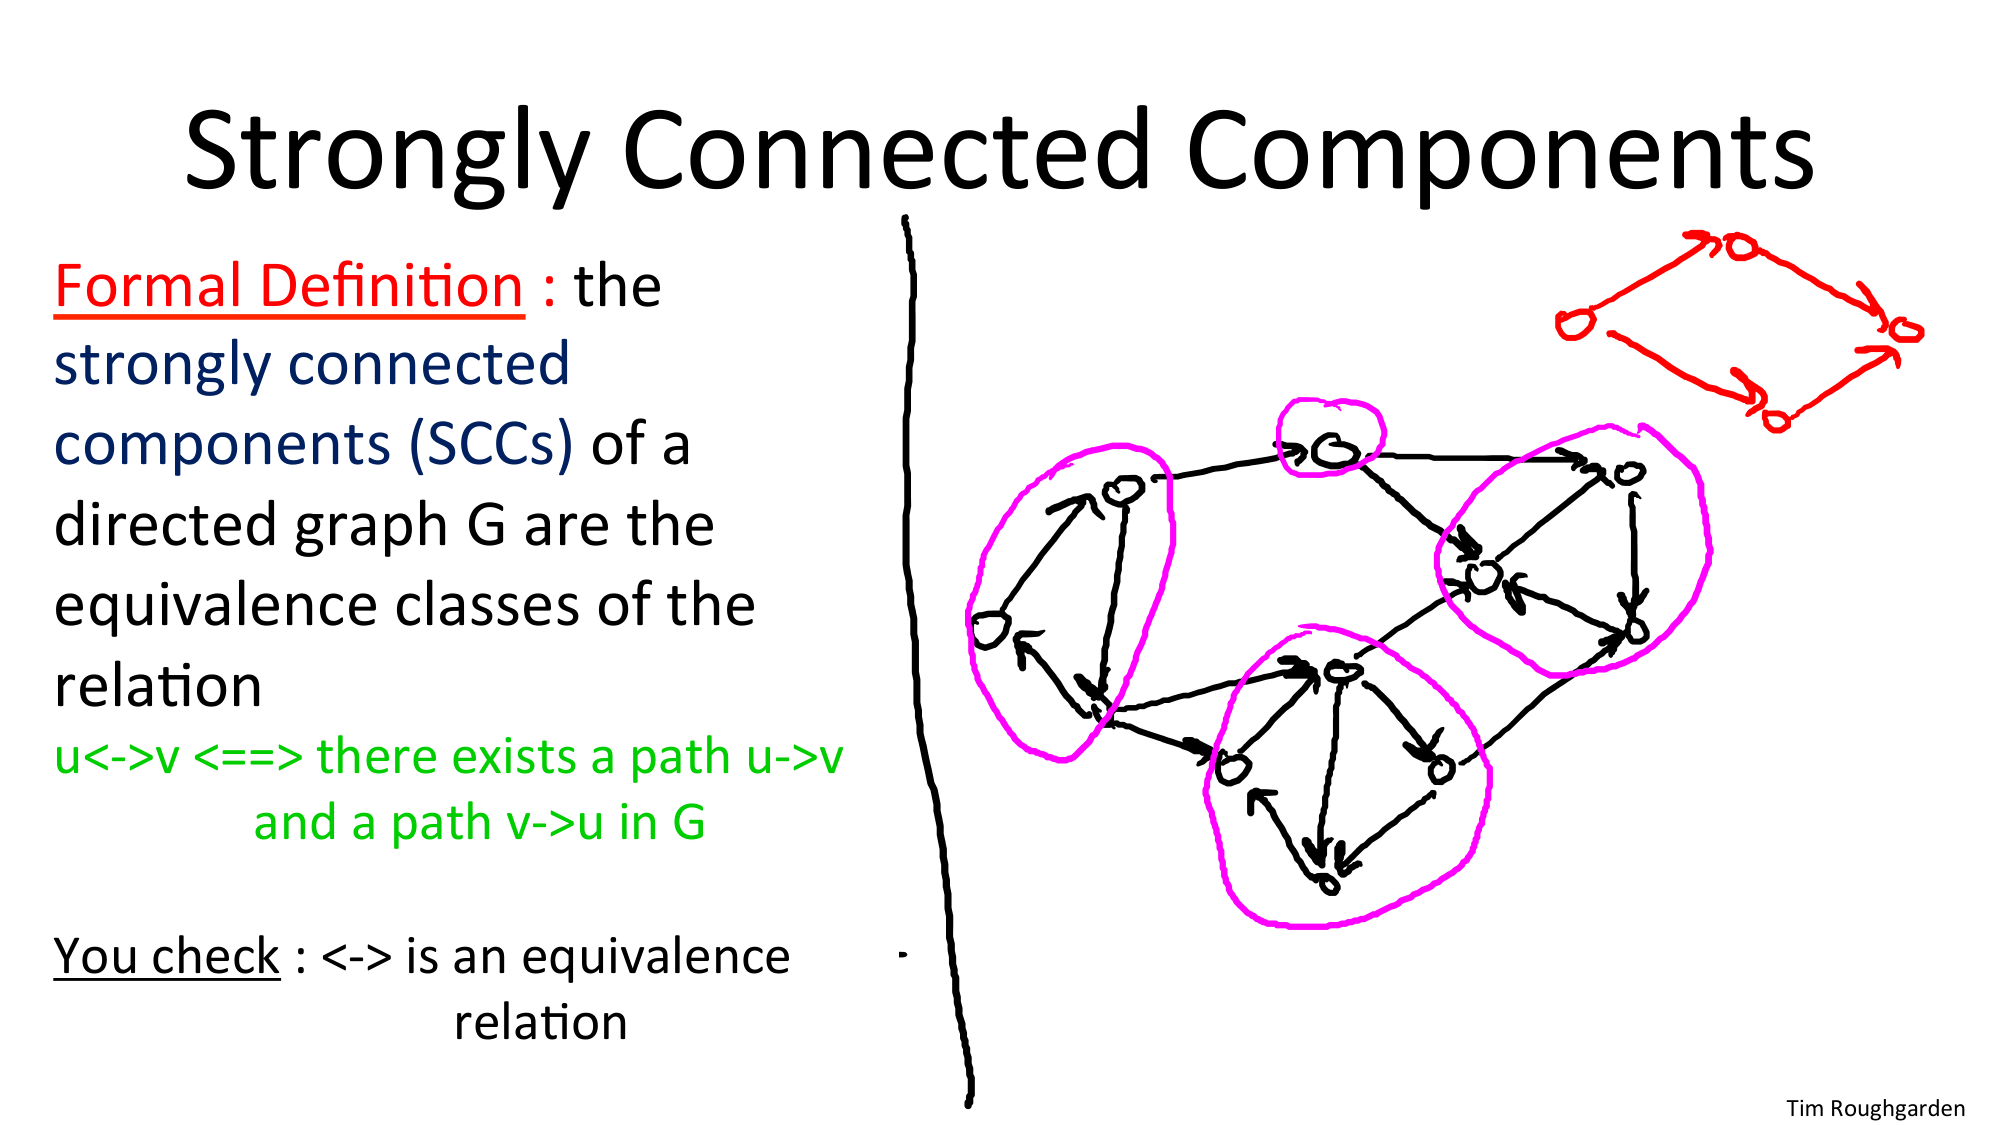 Strongly Connected Components
Formal Definition : the
strongly connected
components (SCCs) of a
directed graph G are the
equivalence classes of the
relation
u<->v <==> there exists a path u->v
and a path v->u in G
You check : <-> is an equivalence
relation
Tim Roughgarden